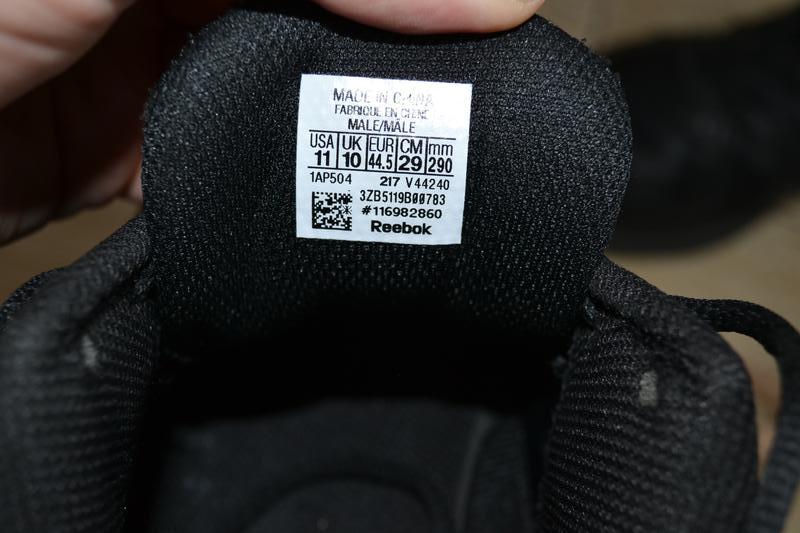 MADE IN CHINA
FABRIQUE EN CHINE
MALE/MÂLE
USA UK EUR CM mm
11 10 44.5 29 290
1AP504 217 V44240
3ZB5119B00783
#116982860
Reebok